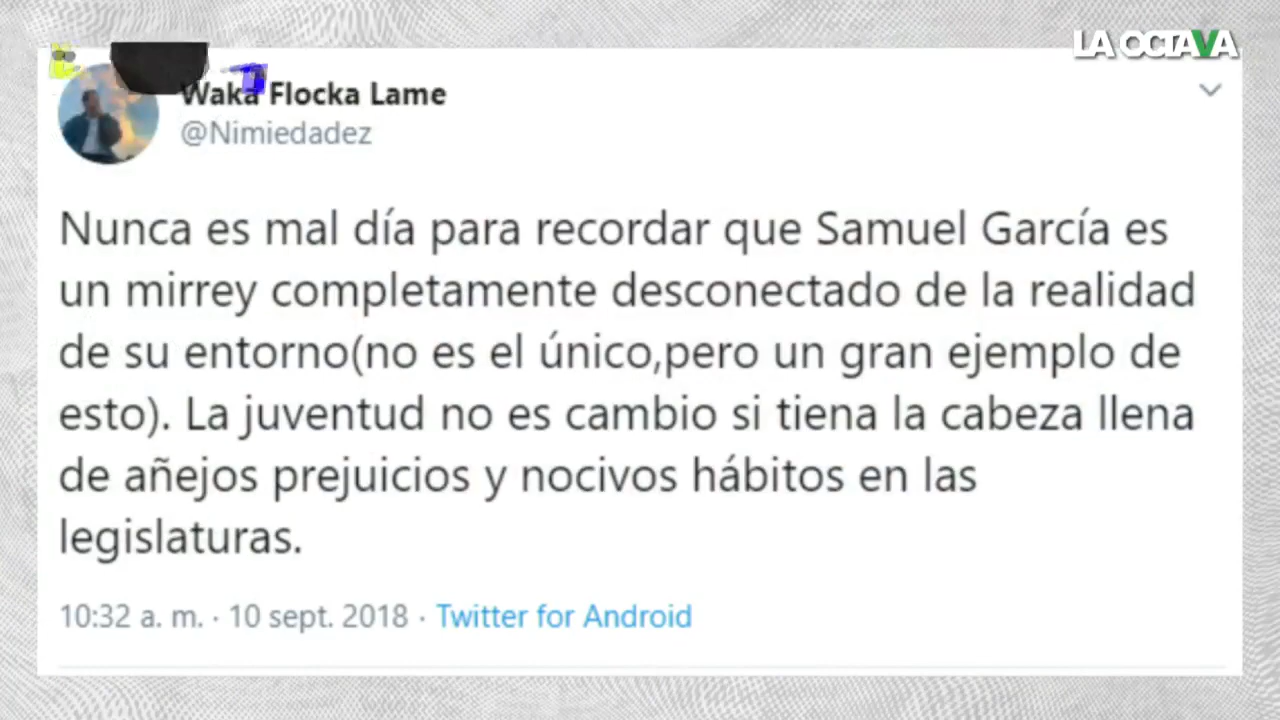 LA OCTAVA
Waka Flocka Lame
@Nimiedadez
Nunca es mal día para recordar que Samuel García es
un mirrey completamente desconectado de la realidad
de su entorno(no es el único,pero un gran ejemplo de
esto). La juventud no es cambio si tiena la cabeza llena
de añejos prejuicios y nocivos hábitos en las
legislaturas.
10:32 a. m. · 10 sept. 2018 · Twitter for Android